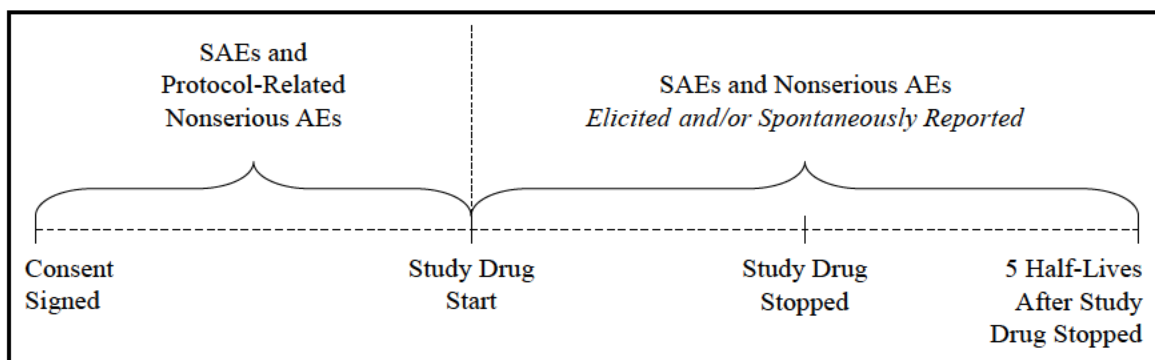 SAEs and
Protocol-Related
Nonserious AEs
SAEs and Nonserious AEs
Elicited and/or Spontaneously Reported
Consent
Signed
Study Drug
Start
Study Drug
Stopped
5 Half-Lives
After Study
Drug Stopped